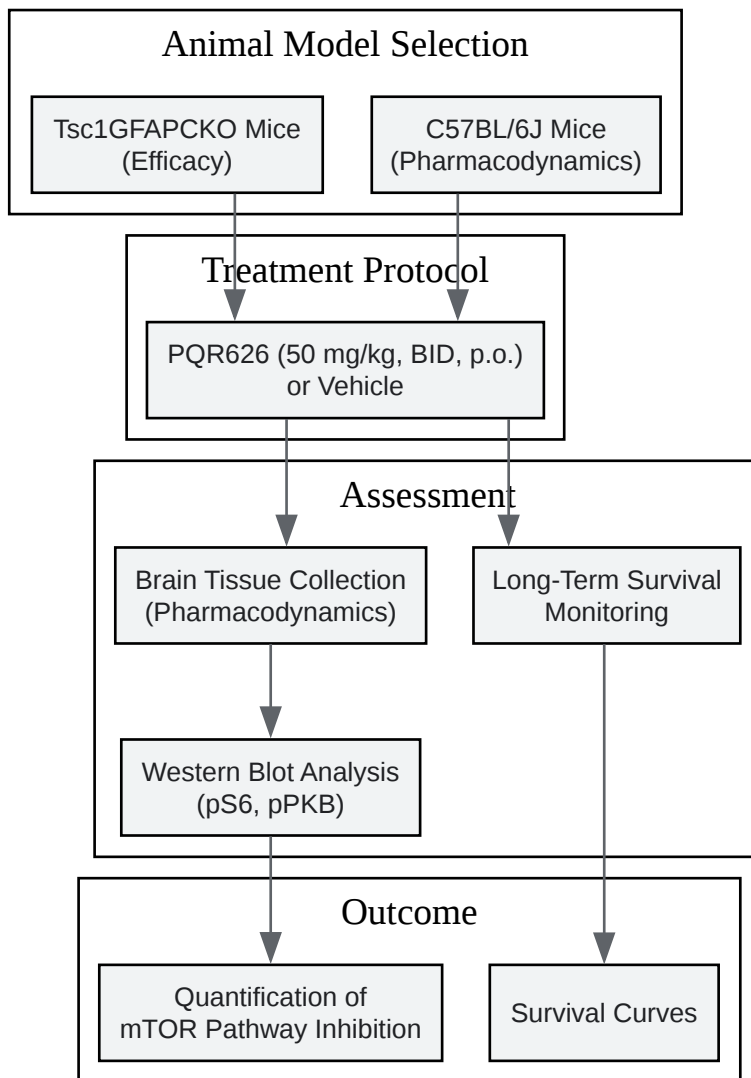 Animal Model Selection
Tsc1GFAPCKO Mice
(Efficacy)
C57BL/6J Mice
(Pharmacodynamics)
Treatment Protocol
PQR626 (50 mg/kg, BID, p.o.)
or Vehicle
Assessment
Brain Tissue Collection
(Pharmacodynamics)
Long-Term Survival
Monitoring
Western Blot Analysis
(pS6, pPKB)
Outcome
Quantification of
mTOR Pathway Inhibition
Survival Curves